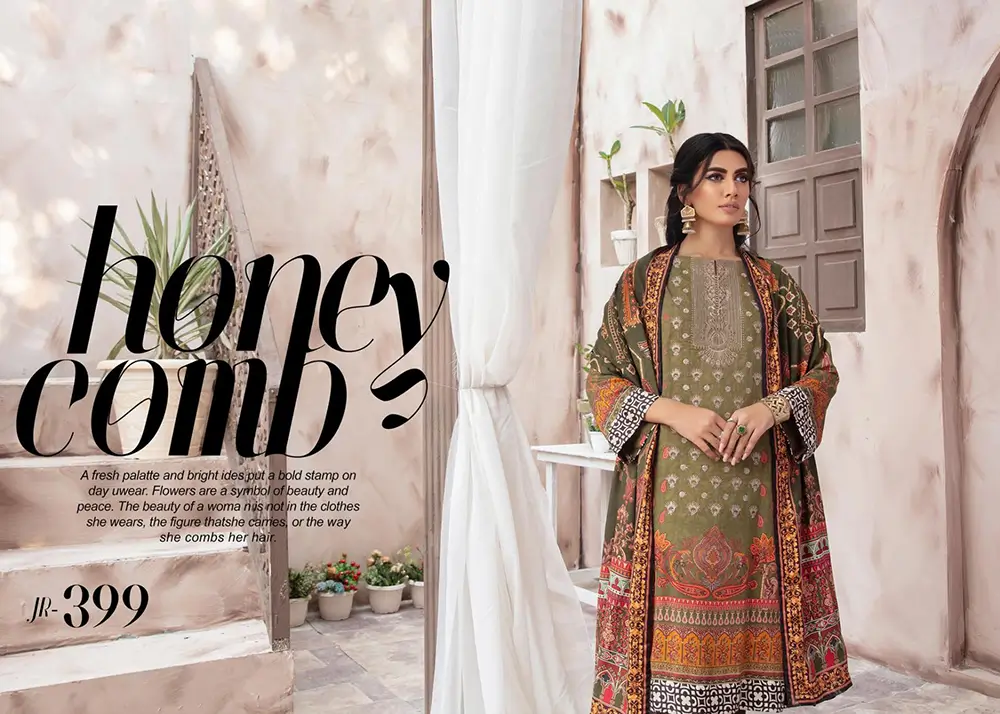 honey
comb
A fresh palatte and bright ides put a bold stamp on
day uwear. Flowers are a symbol of beauty and
peace. The beauty of a woma n is not in the clothes
she wears, the figure thatshe carries, or the way
she combs her hair.
JR-399